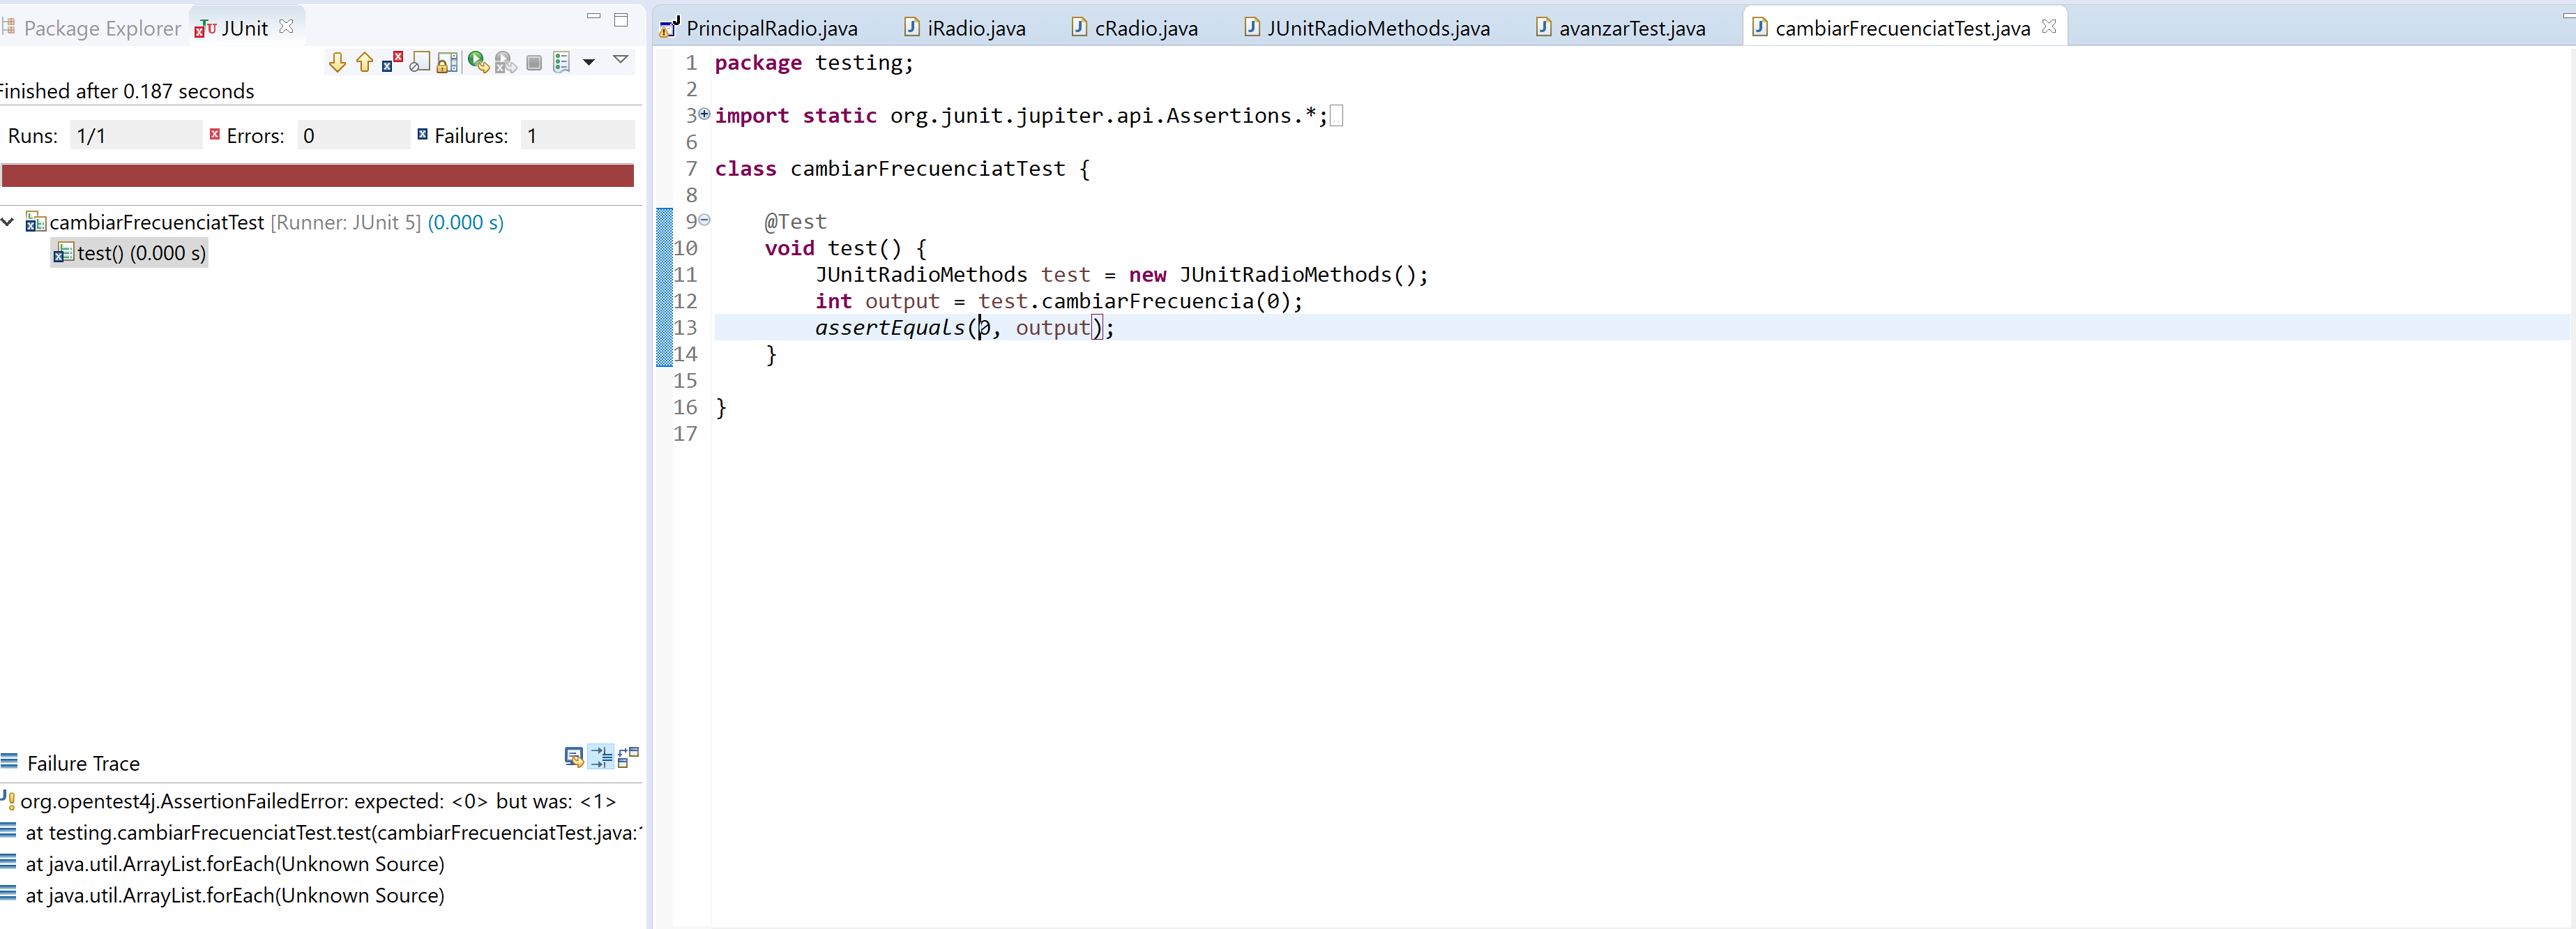 Package Explorer JUnit
Finished after 0.187 seconds
Runs: 1/1 Errors: 0 Failures: 1
cambiarFrecuenciatTest [Runner: JUnit 5] (0.000 s)
test() (0.000 s)
Failure Trace
org.opentest4j.AssertionFailedError: expected: <0> but was: <1>
at testing.cambiarFrecuenciatTest.test(cambiarFrecuenciatTest.java:
at java.util.ArrayList.forEach(Unknown Source)
at java.util.ArrayList.forEach(Unknown Source)
PrincipalRadio.java iRadio.java cRadio.java JUnitRadioMethods.java avanzarTest.java cambiarFrecuenciatTest.java
1 package testing;
2
3 import static org.junit.jupiter.api.Assertions.*;
6
7 class cambiarFrecuenciatTest {
8
9 @Test
10 void test() {
11 JUnitRadioMethods test = new JUnitRadioMethods();
12 int output = test.cambiarFrecuencia(0);
13 assertEquals(0, output);
14 }
15
16 }
17